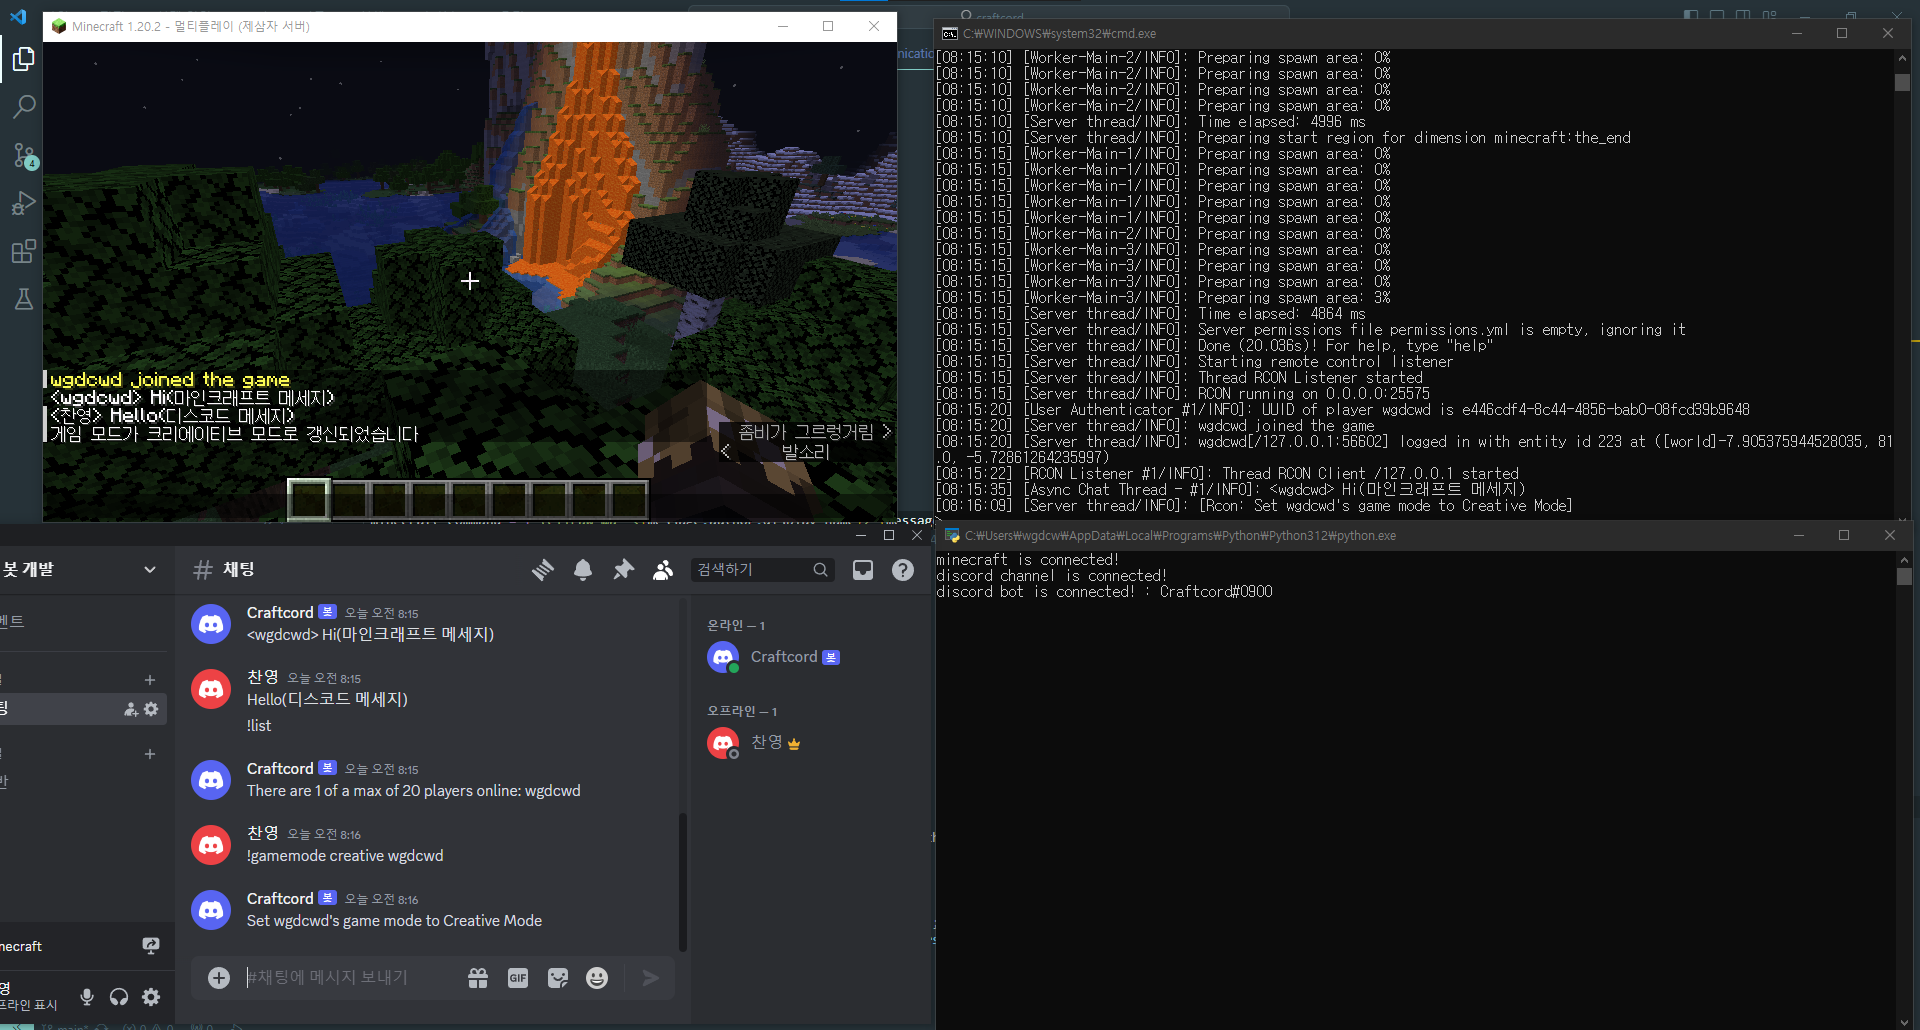 Minecraft 1.20.2 - 멀티플레이 (제삼자 서버)
craftcord
4
wgdcwd joined the game
<wgdcwd> Hi(마인크래프트 메세지)
<찬영> Hello(디스코드 메세지)
게임 모드가 크리에이티브 모드로 갱신되었습니다
좀비가 그르렁거림 >
< 발소리
C:₩WINDOWS₩system32₩cmd.exe
[08:15:10] [Worker-Main-2/INFO]: Preparing spawn area: 0%
[08:15:10] [Worker-Main-2/INFO]: Preparing spawn area: 0%
[08:15:10] [Worker-Main-2/INFO]: Preparing spawn area: 0%
[08:15:10] [Worker-Main-2/INFO]: Preparing spawn area: 0%
[08:15:10] [Server thread/INFO]: Time elapsed: 4996 ms
[08:15:10] [Server thread/INFO]: Preparing start region for dimension minecraft:the_end
[08:15:15] [Worker-Main-1/INFO]: Preparing spawn area: 0%
[08:15:15] [Worker-Main-1/INFO]: Preparing spawn area: 0%
[08:15:15] [Worker-Main-1/INFO]: Preparing spawn area: 0%
[08:15:15] [Worker-Main-1/INFO]: Preparing spawn area: 0%
[08:15:15] [Worker-Main-1/INFO]: Preparing spawn area: 0%
[08:15:15] [Worker-Main-2/INFO]: Preparing spawn area: 0%
[08:15:15] [Worker-Main-3/INFO]: Preparing spawn area: 0%
[08:15:15] [Worker-Main-3/INFO]: Preparing spawn area: 0%
[08:15:15] [Worker-Main-3/INFO]: Preparing spawn area: 0%
[08:15:15] [Worker-Main-3/INFO]: Preparing spawn area: 3%
[08:15:15] [Server thread/INFO]: Time elapsed: 4864 ms
[08:15:15] [Server thread/INFO]: Server permissions file permissions.yml is empty, ignoring it
[08:15:15] [Server thread/INFO]: Done (20.036s)! For help, type "help"
[08:15:15] [Server thread/INFO]: Starting remote control listener
[08:15:15] [Server thread/INFO]: Thread RCON Listener started
[08:15:15] [Server thread/INFO]: RCON running on 0.0.0.0:25575
[08:15:20] [User Authenticator #1/INFO]: UUID of player wgdcwd is e446cdf4-8c44-4856-bab0-08fcd39b9648
[08:15:20] [Server thread/INFO]: wgdcwd joined the game
[08:15:20] [Server thread/INFO]: wgdcwd[/127.0.0.1:56602] logged in with entity id 223 at ([world]-7.905375944528035, 81
.0, -5.72861264235997)
[08:15:22] [RCON Listener #1/INFO]: Thread RCON Client /127.0.0.1 started
[08:15:35] [Async Chat Thread - #1/INFO]: <wgdcwd> Hi(마인크래프트 메세지)
[08:16:09] [Server thread/INFO]: [Rcon: Set wgdcwd's game mode to Creative Mode]
>
C:₩Users₩wgdcw₩AppData₩Local₩Programs₩Python₩Python312₩python.exe
minecraft is connected!
discord channel is connected!
discord bot is connected! : Craftcord#0900
봇 개발
채팅
검색하기
Craftcord 봇 오늘 오전 8:15
<wgdcwd> Hi(마인크래프트 메세지)
찬영 오늘 오전 8:15
Hello(디스코드 메세지)
!list
Craftcord 봇 오늘 오전 8:15
There are 1 of a max of 20 players online: wgdcwd
찬영 오늘 오전 8:16
!gamemode creative wgdcwd
Craftcord 봇 오늘 오전 8:16
Set wgdcwd's game mode to Creative Mode
#채팅에 메시지 보내기
GIF
온라인 — 1
Craftcord 봇
오프라인 — 1
찬영
necraft
영
프라인 표시